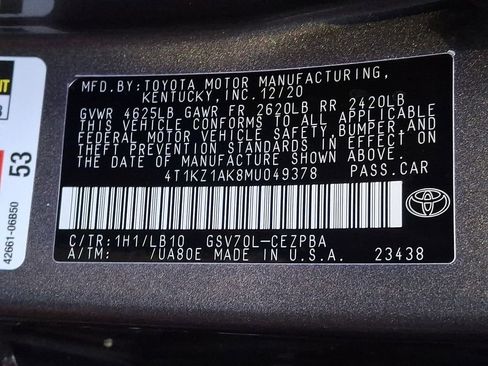 MFD.BY: TOYOTA MOTOR MANUFACTURING,
KENTUCKY, INC. 12/20
GVWR 4625LB GAWR FR 2620LB RR 2420LB
THIS VEHICLE CONFORMS TO ALL APPLICABLE
FEDERAL MOTOR VEHICLE SAFETY, BUMPER, AND
THEFT PREVENTION STANDARDS IN EFFECT ON
THE DATE OF MANUFACTURE SHOWN ABOVE.
4T1KZ1AK8MU049378 PASS.CAR
C/TR: 1H1/LB10 GSV70L-CEZPBA
A/TM: /UA80E MADE IN U.S.A. 23438
TOYOTA
53
42661-06B50